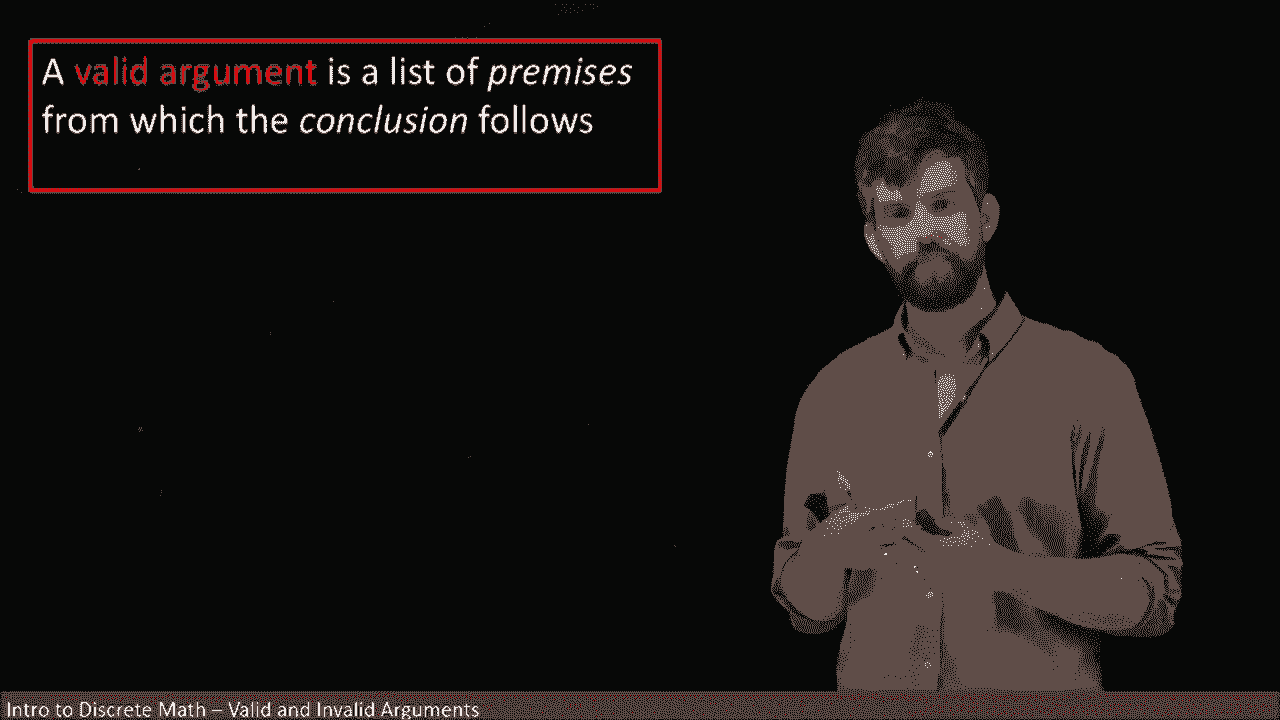 A valid argument is a list of premises
from which the conclusion follows
Intro to Discrete Math – Valid and Invalid Arguments